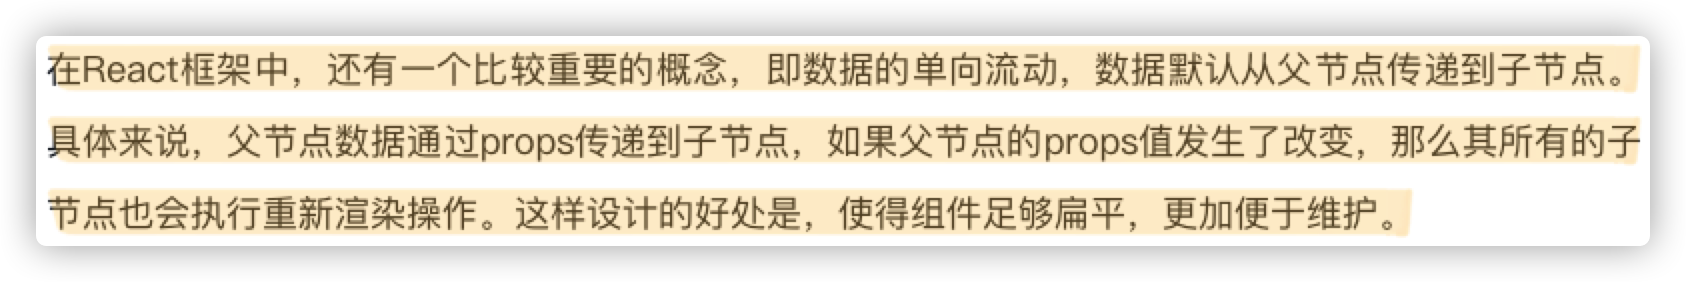 在React框架中，还有一个比较重要的概念，即数据的单向流动，数据默认从父节点传递到子节点。
具体来说，父节点数据通过props传递到子节点，如果父节点的props值发生了改变，那么其所有的子
节点也会执行重新渲染操作。这样设计的好处是，使得组件足够扁平，更加便于维护。